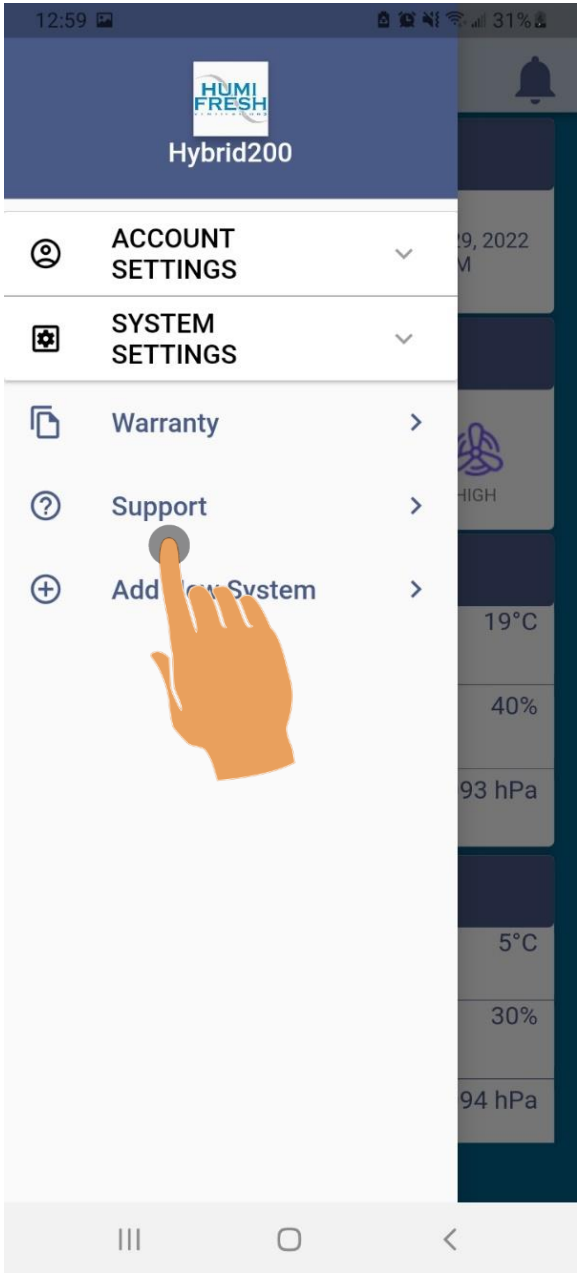 12:59
31%
HUMI
FRESH
Hybrid200
ACCOUNT
SETTINGS
29, 2022
M
SYSTEM
SETTINGS
Warranty
HIGH
Support
Add New System
19°C
40%
93 hPa
5°C
30%
94 hPa